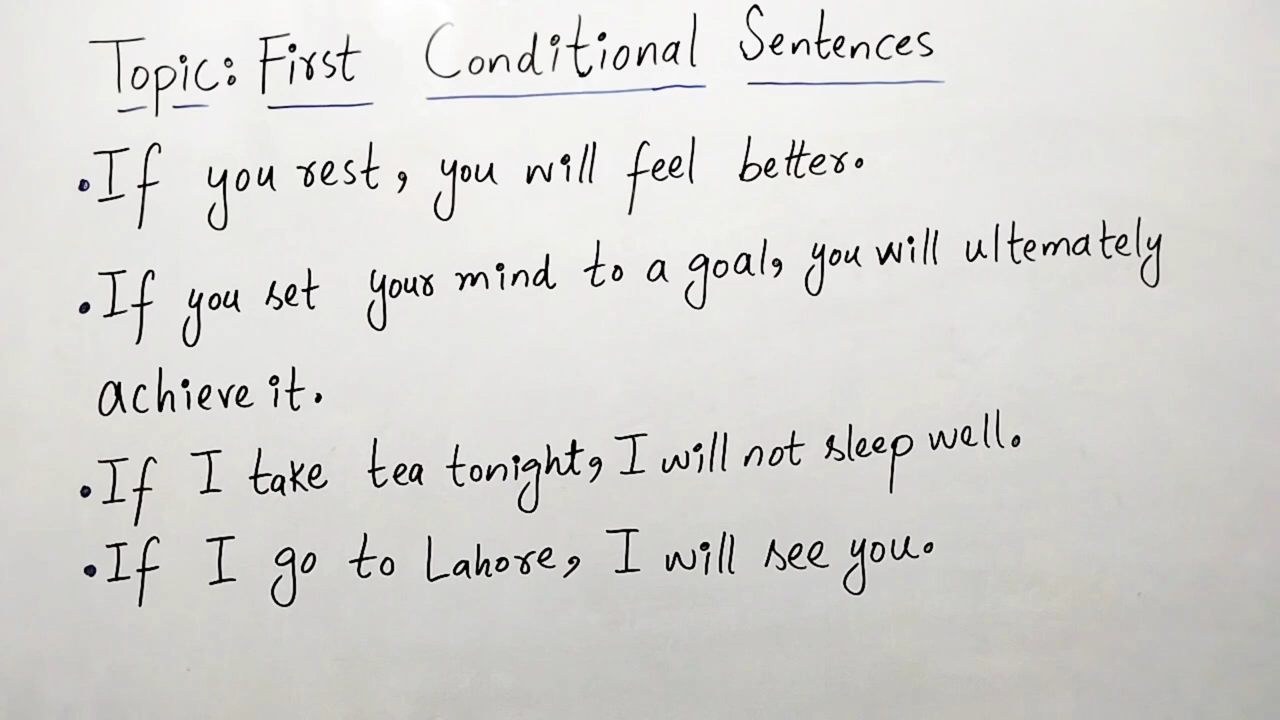 Topic: First Conditional Sentences
•If you rest, you will feel better.
•If you set your mind to a goal, you will ultemately
achieve it.
•If I take tea tonight, I will not sleep well.
•If I go to Lahore, I will see you.